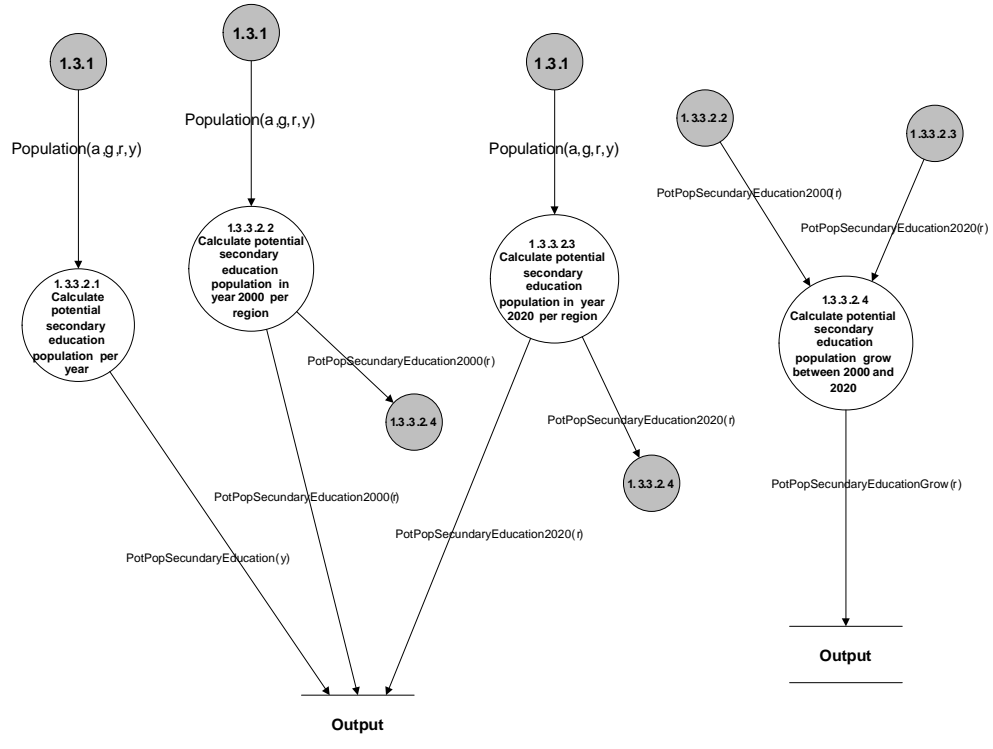 1.3.1
Population(a,g,r,y)
1.3.3.2.1
Calculate
potential
secondary
education
population per
year
PotPopSecundaryEducation(y)
1.3.1
Population(a,g,r,y)
1.3.3.2.2
Calculate potential
secondary
education
population in
year 2000 per
region
PotPopSecundaryEducation2000(r)
1.3.3.2.4
PotPopSecundaryEducation2000(r)
1.3.1
Population(a,g,r,y)
1.3.3.2.3
Calculate potential
secondary
education
population in year
2020 per region
PotPopSecundaryEducation2020(r)
1.3.3.2.4
PotPopSecundaryEducation2020(r)
Output
1.3.3.2.2
1.3.3.2.3
PotPopSecundaryEducation2000(r)
PotPopSecundaryEducation2020(r)
1.3.3.2.4
Calculate potential
secondary
education
population grow
between 2000 and
2020
PotPopSecundaryEducationGrow(r)
Output